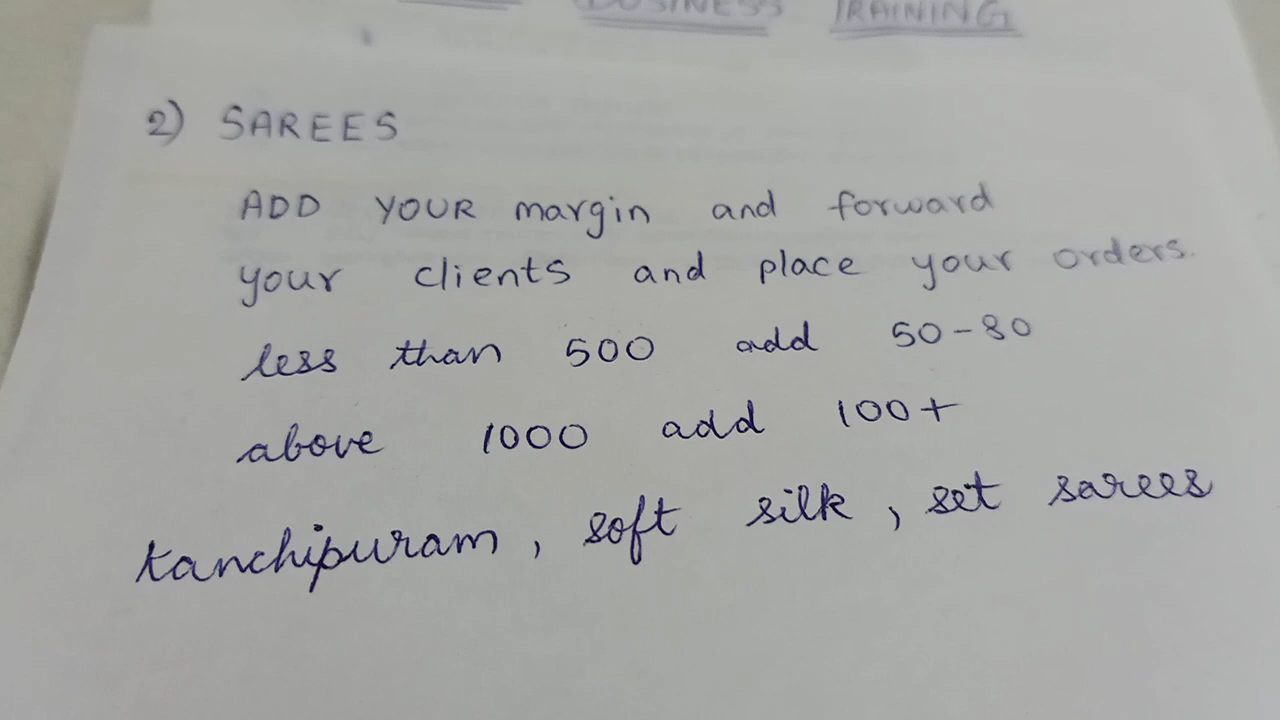 BUSINESS TRAINING
2) SAREES
ADD YOUR margin and forward
your clients and place your orders.
less than 500 add 50-80
above 1000 add 100+
kanchipuram, soft silk, set sarees